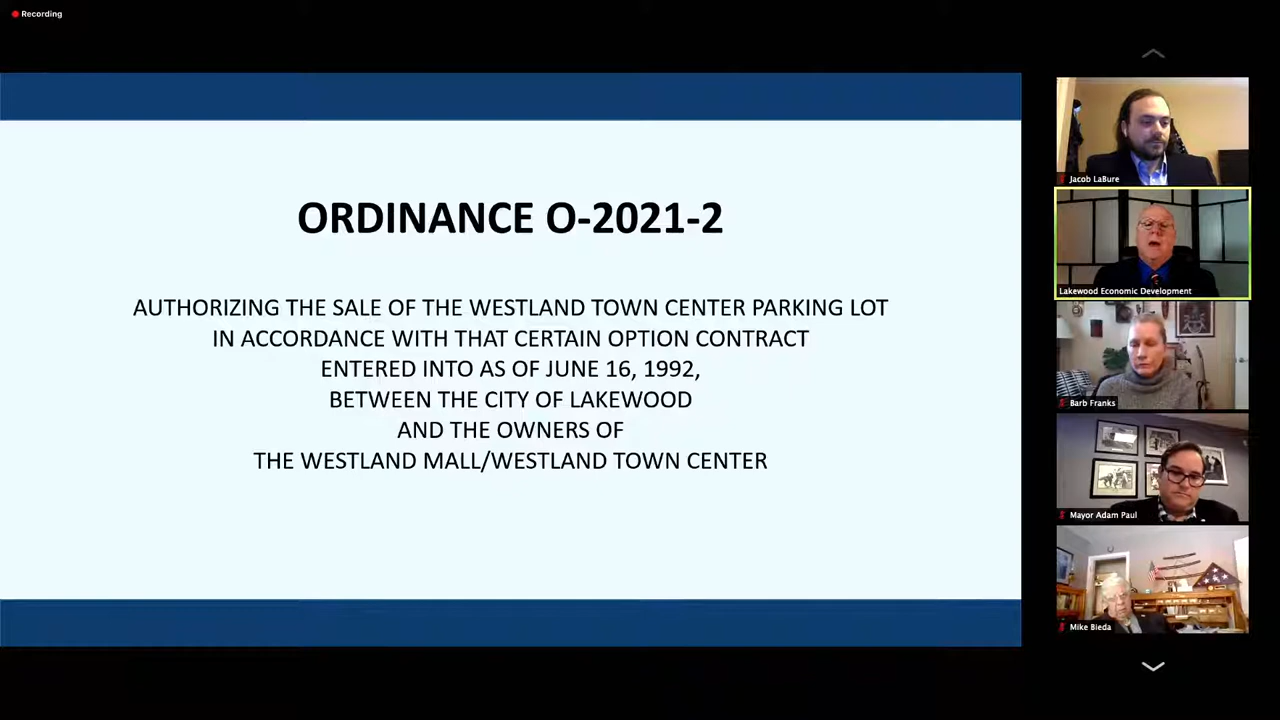 Recording
ORDINANCE O-2021-2
AUTHORIZING THE SALE OF THE WESTLAND TOWN CENTER PARKING LOT
IN ACCORDANCE WITH THAT CERTAIN OPTION CONTRACT
ENTERED INTO AS OF JUNE 16, 1992,
BETWEEN THE CITY OF LAKEWOOD
AND THE OWNERS OF
THE WESTLAND MALL/WESTLAND TOWN CENTER
Jacob LaBure
Lakewood Economic Development
Barb Franks
Mayor Adam Paul
Mike Bieda